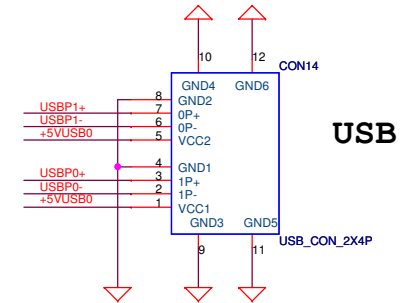 10 12
CON14
GND4 GND6
8 GND2
USBP1+ 7 0P+
USBP1- 6 0P-
+5VUSB0 5 VCC2
USB
4 GND1
USBP0+ 3 1P+
USBP0- 2 1P-
+5VUSB0 1 VCC1
GND3 GND5
USB_CON_2X4P
9 11